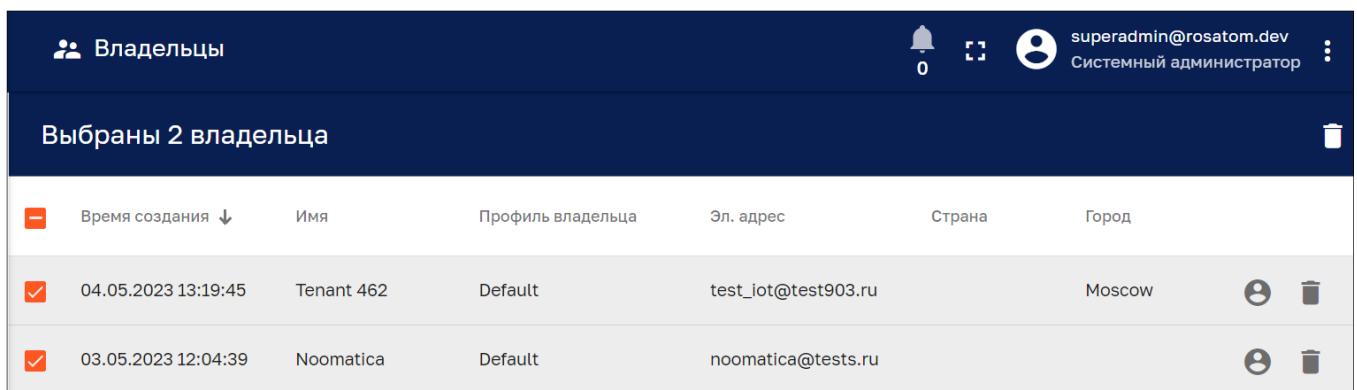 Владельцы
0
superadmin@rosatom.dev
Системный администратор
Выбраны 2 владельца
Время создания Имя Профиль владельца Эл. адрес Страна Город
04.05.2023 13:19:45 Tenant 462 Default test_iot@test903.ru Moscow
03.05.2023 12:04:39 Noomatica Default noomatica@tests.ru